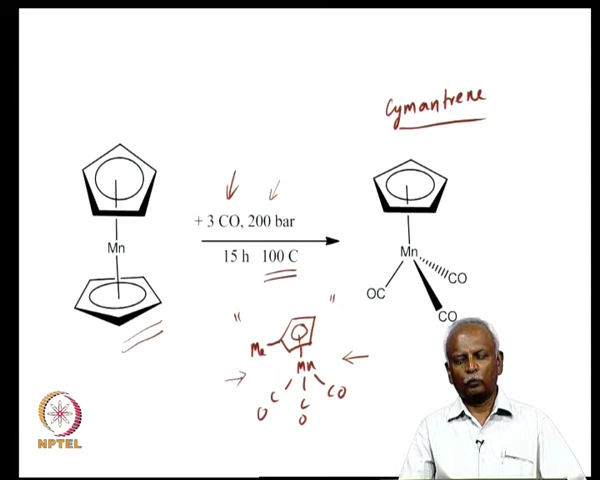 Cymantrene
+ 3 CO, 200 bar
15 h 100 C
Mn
Mn
CO
OC
CO
" "
Me
Mn
C C CO
O O
NPTEL